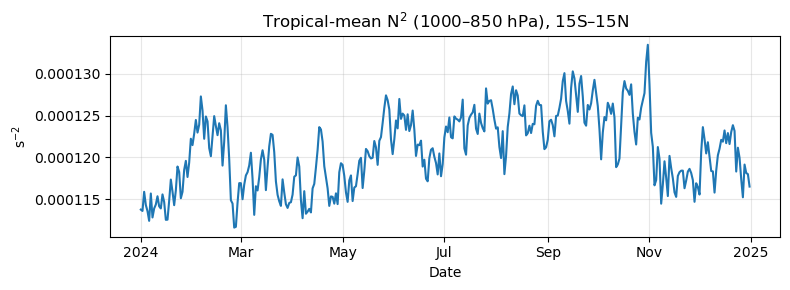 Tropical-mean N² (1000–850 hPa), 15S–15N
s⁻²
0.000130
0.000125
0.000120
0.000115
2024 Mar May Jul Sep Nov 2025
Date